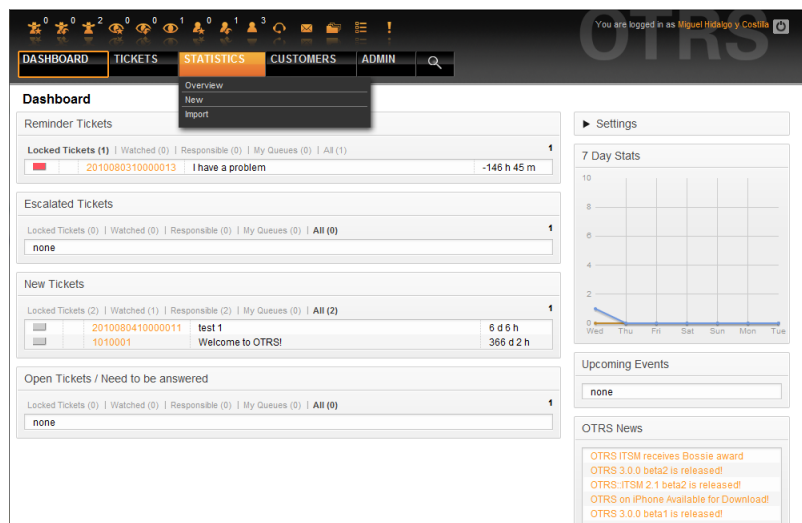 0 0 2 0 0 1 0 1 3 !
You are logged in as Miguel Hidalgo y Costilla
OTRS
DASHBOARD TICKETS STATISTICS CUSTOMERS ADMIN
Overview
New
Import
Dashboard
Reminder Tickets
Locked Tickets (1) | Watched (0) | Responsible (0) | My Queues (0) | All (1) 1
2010080310000013 I have a problem -146 h 45 m
Escalated Tickets
Locked Tickets (0) | Watched (0) | Responsible (0) | My Queues (0) | All (0) 1
none
New Tickets
Locked Tickets (2) | Watched (1) | Responsible (2) | My Queues (0) | All (2) 1
2010080410000011 test 1 6 d 6 h
1010001 Welcome to OTRS! 366 d 2 h
Open Tickets / Need to be answered
Locked Tickets (0) | Watched (0) | Responsible (0) | My Queues (0) | All (0) 1
none
Settings
7 Day Stats
10
8
6
4
2
0
Wed Thu Fri Sat Sun Mon Tue
Upcoming Events
none
OTRS News
OTRS ITSM receives Bossie award
OTRS 3.0.0 beta2 is released!
OTRS::ITSM 2.1 beta2 is released!
OTRS on iPhone Available for Download!
OTRS 3.0.0 beta1 is released!